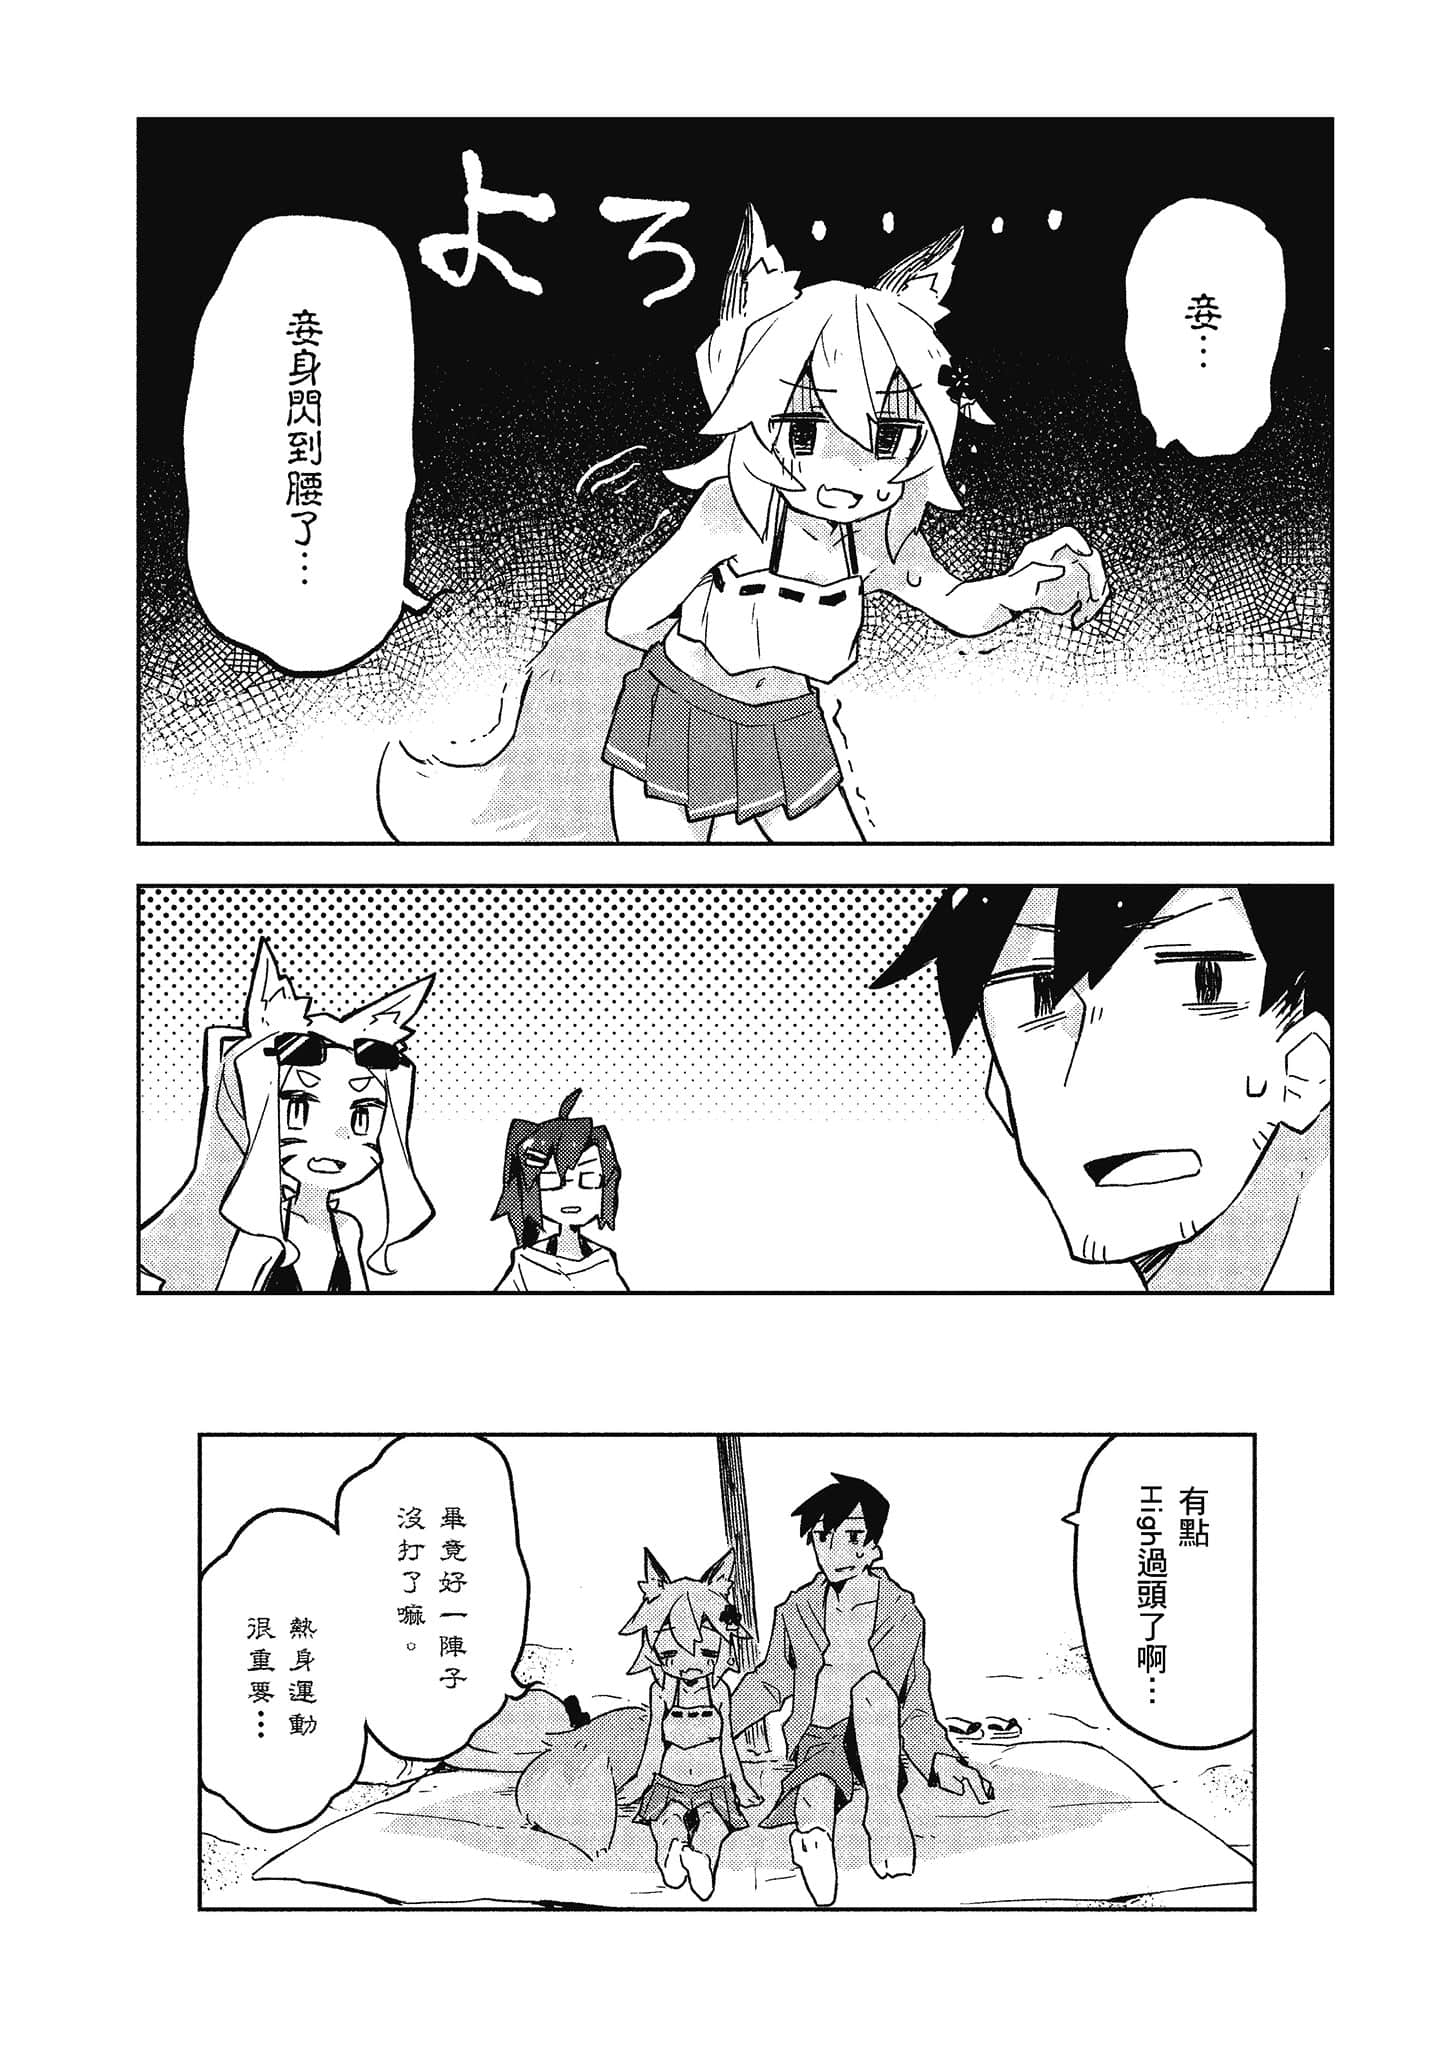 妾…
よろ‥‥
妾身閃到腰了…
有點
High過頭了啊…
畢竟好一陣子
沒打了嘛。
熱身運動
很重要…